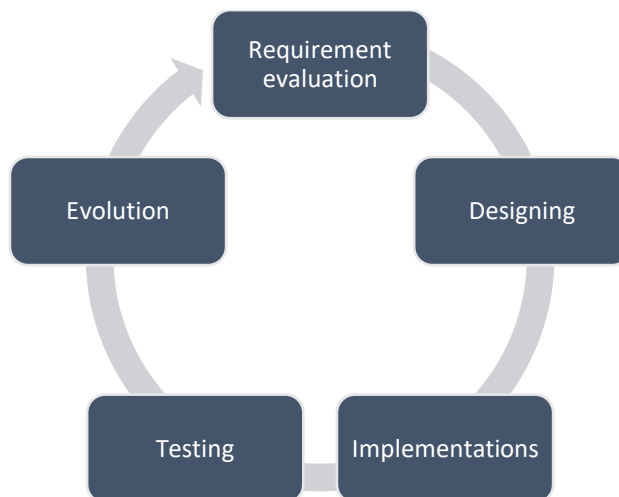 Requirement
evaluation
Designing
Implementations
Testing
Evolution